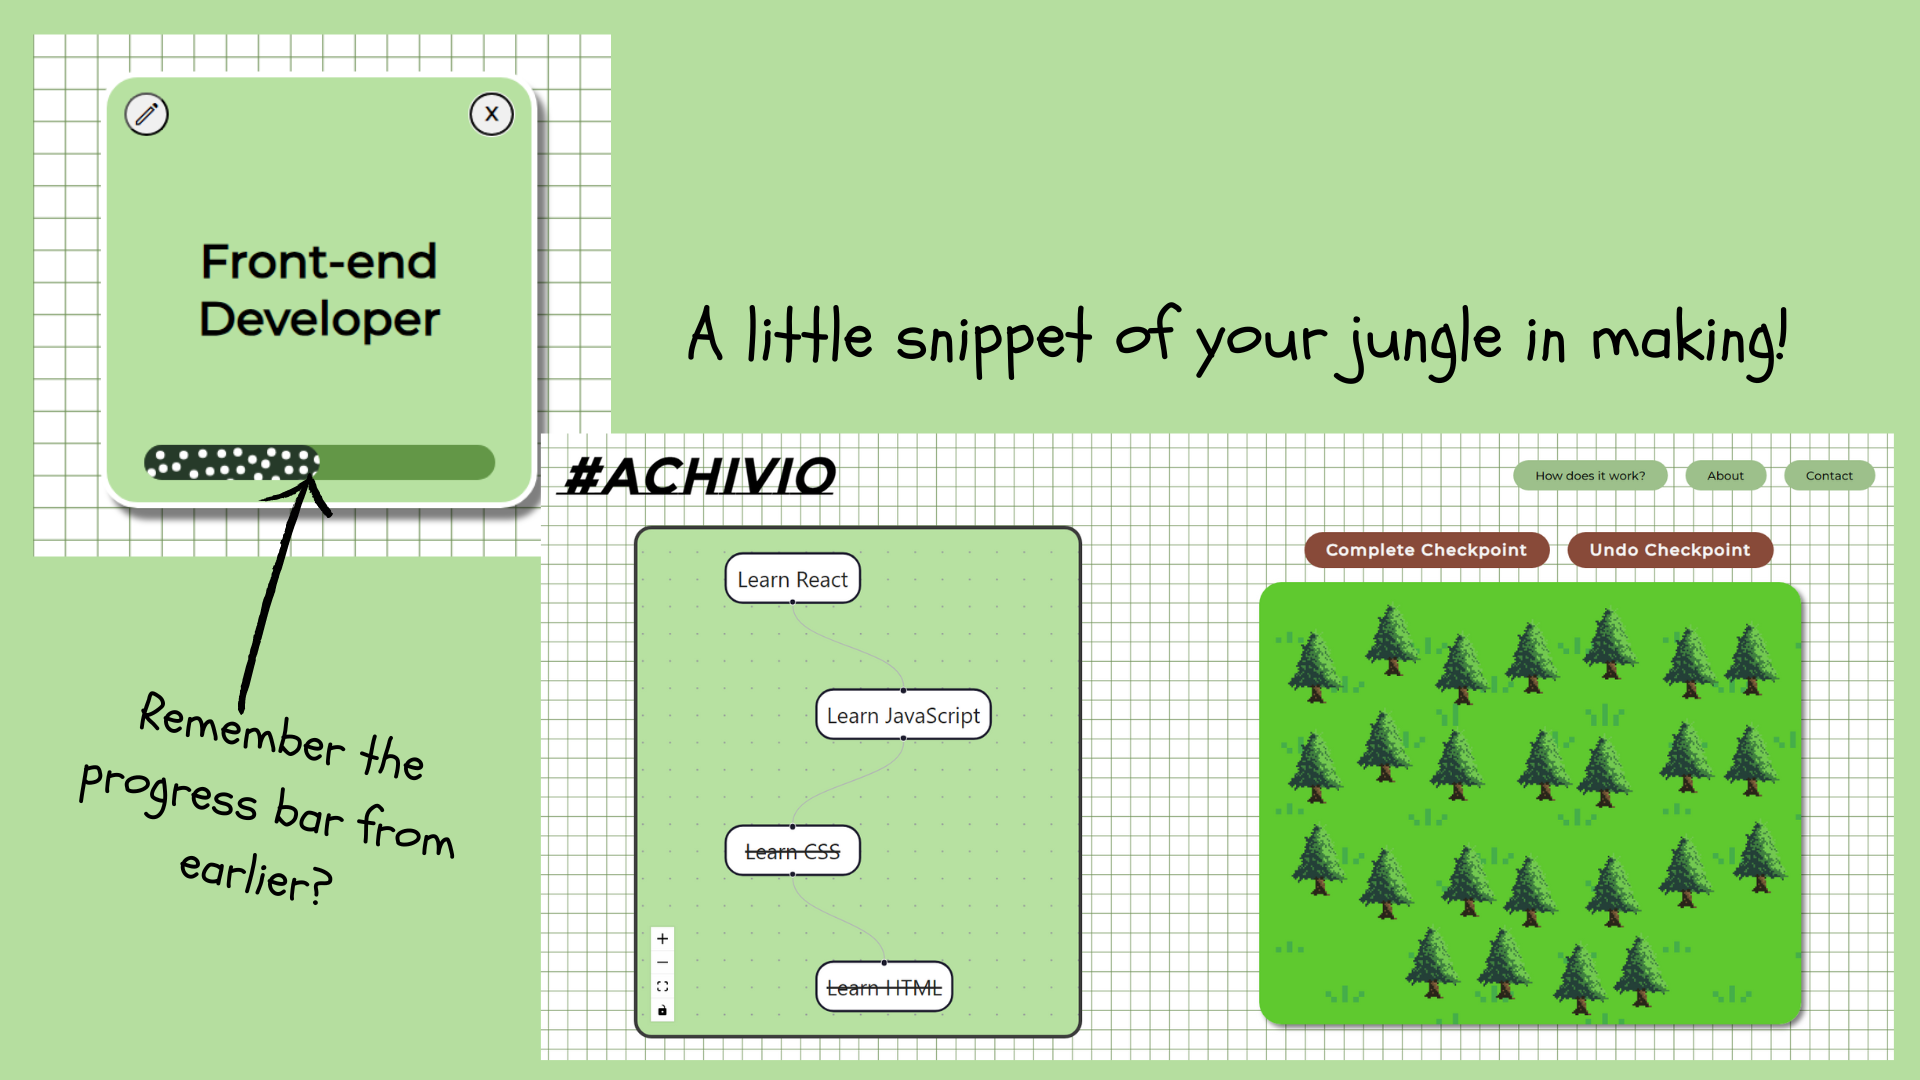 X
Front-end
Developer
A little snippet of your jungle in making!
Remember the
progress bar from
earlier?
#ACHIVIO
How does it work?
About
Contact
Complete Checkpoint
Undo Checkpoint
Learn React
Learn JavaScript
Learn CSS
Learn HTML